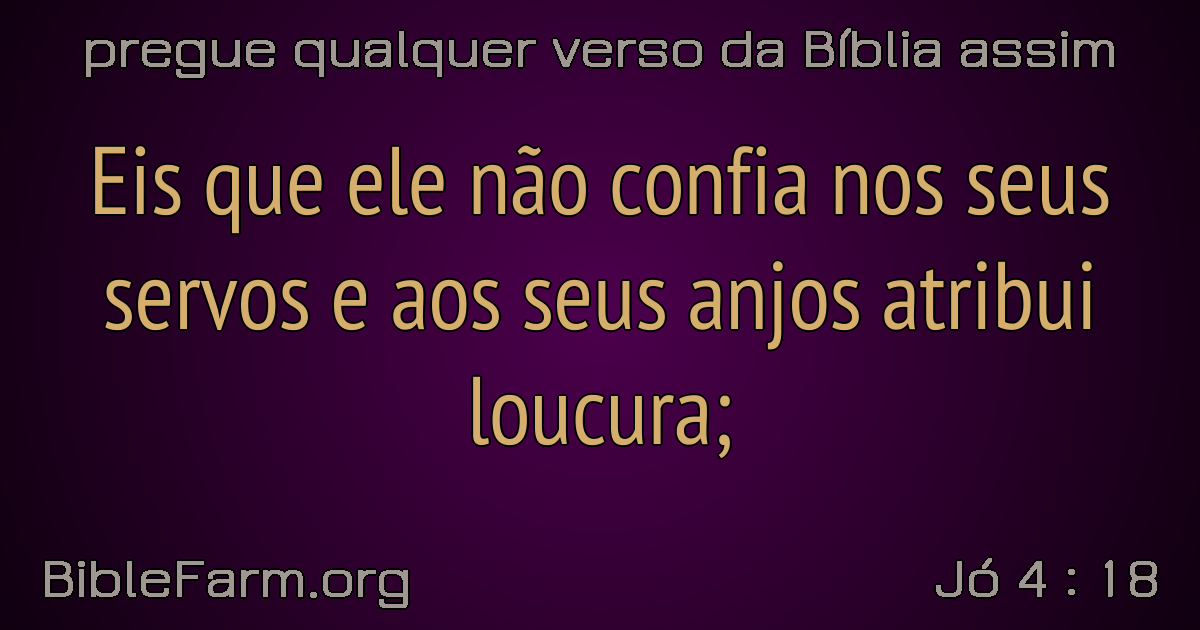 pregue qualquer verso da Bíblia assim
Eis que ele não confia nos seus
servos e aos seus anjos atribui
loucura;
BibleFarm.org
Jó 4 : 18